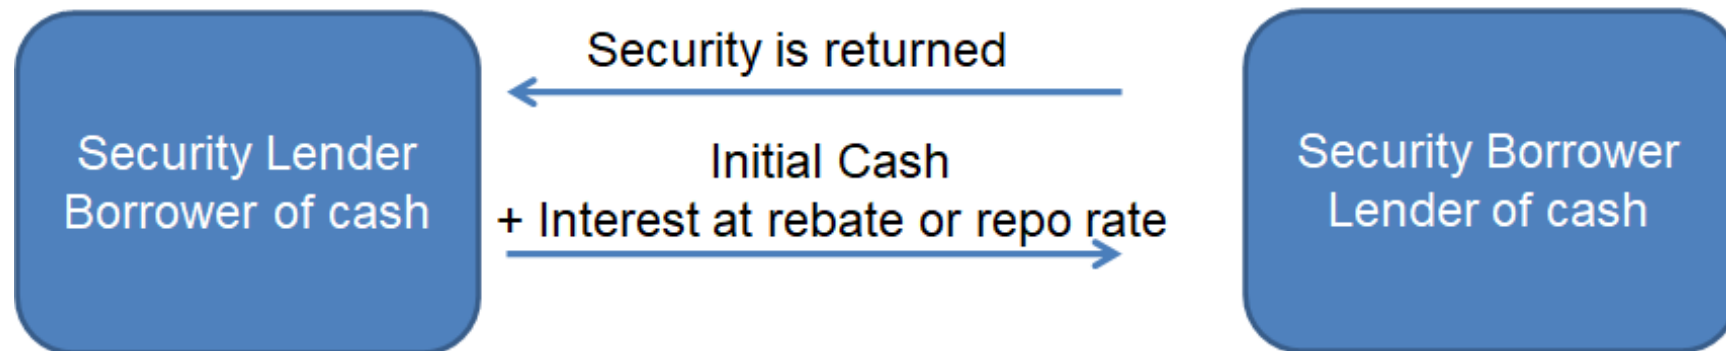 Security Lender
Borrower of cash
Security is returned
Initial Cash
+ Interest at rebate or repo rate
Security Borrower
Lender of cash